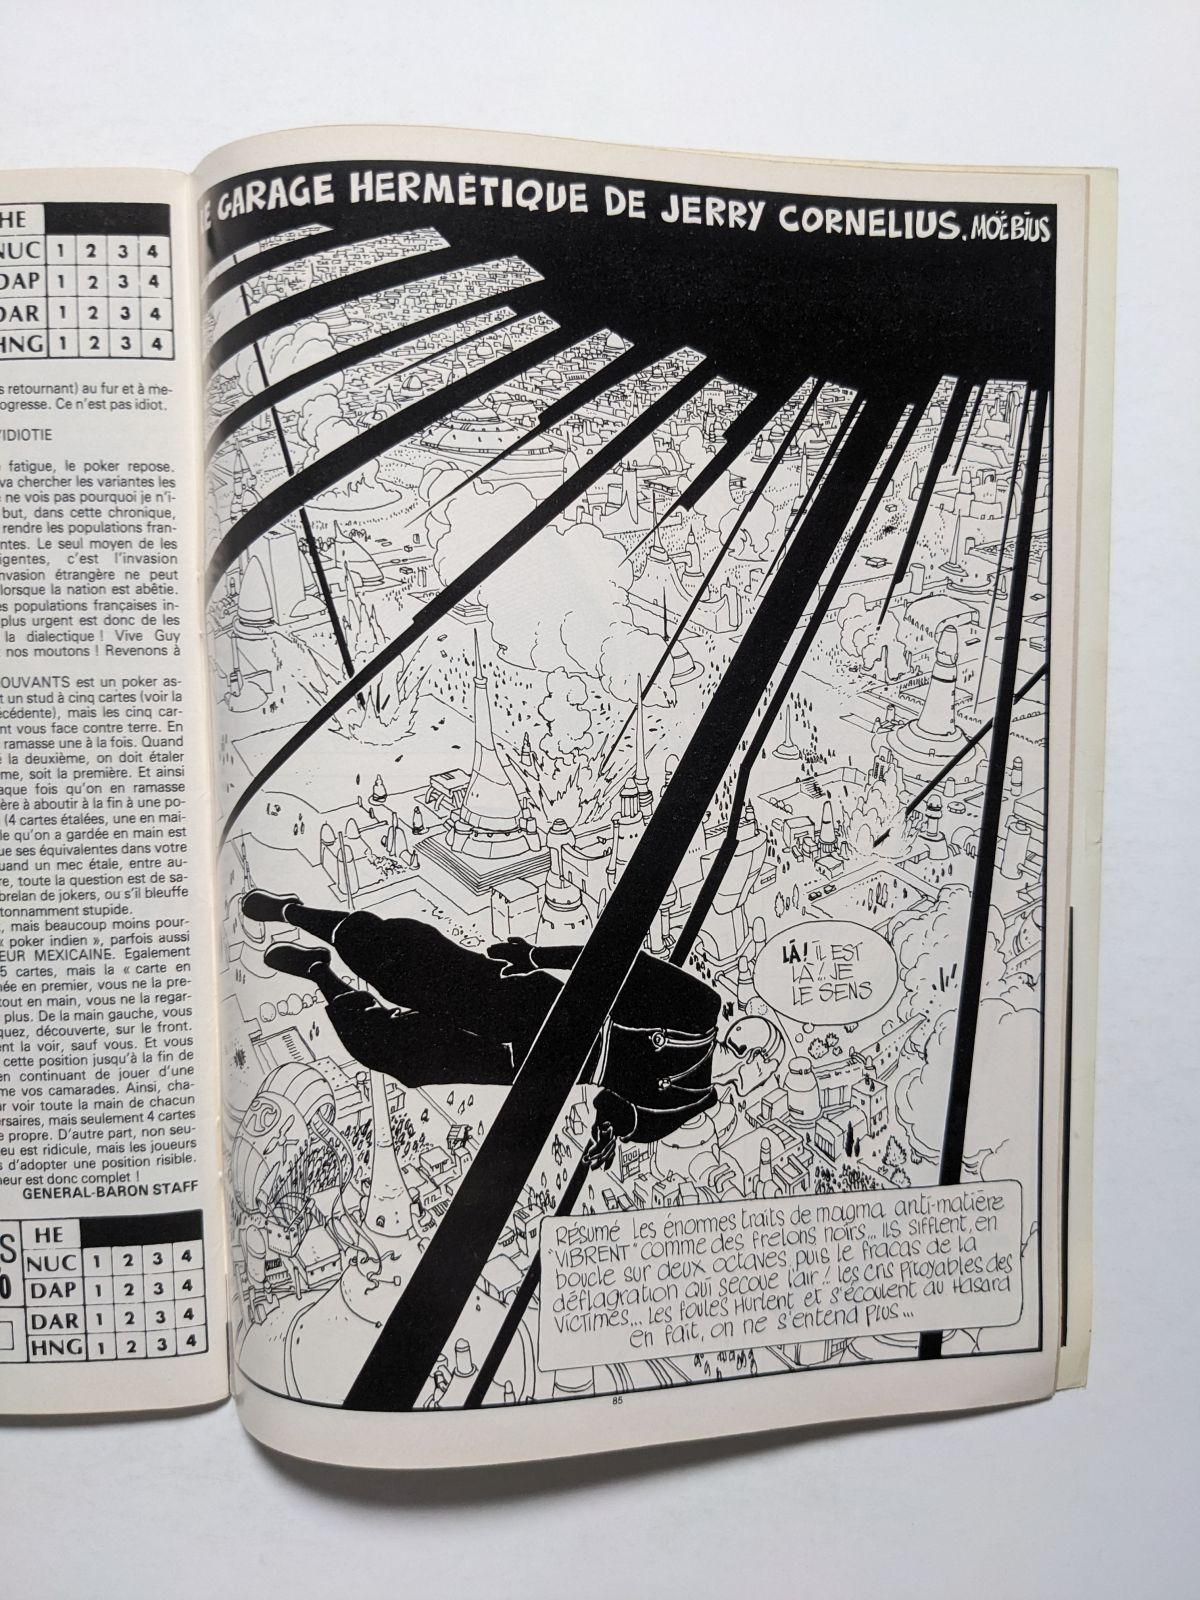 HE
NUC 1 2 3 4
DAP 1 2 3 4
DAR 1 2 3 4
HNG 1 2 3 4
s retournant) au fur et à me-
ogresse. Ce n'est pas idiot.
'IDIOTIE
fatigue, le poker repose.
va chercher les variantes les
ne vois pas pourquoi je n'i-
but, dans cette chronique,
rendre les populations fran-
ntes. Le seul moyen de les
igentes, c'est l'invasion
nvasion étrangère ne peut
lorsque la nation est abêtie.
es populations françaises in-
plus urgent est donc de les
la dialectique ! Vive Guy
nos moutons ! Revenons à
OUVANTS est un poker as-
t un stud à cinq cartes (voir la
écédente), mais les cinq car-
nt vous face contre terre. En
ramasse une à la fois. Quand
la deuxième, on doit étaler
me, soit la première. Et ainsi
aque fois qu'on en ramasse
ère à aboutir à la fin à une po-
(4 cartes étalées, une en mai-
le qu'on a gardée en main est
ue ses équivalentes dans votre
uand un mec étale, entre au-
re, toute la question est de sa-
brelan de jokers, ou s'il bleuffe
tonnamment stupide.
, mais beaucoup moins pour-
« poker indien », parfois aussi
EUR MEXICAINE. Egalement
5 cartes, mais la « carte en
née en premier, vous ne la pre-
tout en main, vous ne la regar-
plus. De la main gauche, vous
quez, découverte, sur le front.
ent la voir, sauf vous. Et vous
cette position jusqu'à la fin de
en continuant de jouer d'une
me vos camarades. Ainsi, cha-
ur voir toute la main de chacun
ersaires, mais seulement 4 cartes
e propre. D'autre part, non seu-
eu est ridicule, mais les joueurs
s d'adopter une position risible.
neur est donc complet !
GENERAL-BARON STAFF
S
HE
NUC 1 2 3 4
DAP 1 2 3 4
DAR 1 2 3 4
HNG 1 2 3 4
LE GARAGE HERMÉTIQUE DE JERRY CORNELIUS. MOËBIUS
LÀ! IL EST
LÀ!! JE
LE SENS
Résumé les énormes traits de magma anti-matière
"VIBRENT" comme des frelons noirs... ils sifflent, en
boucle sur deux octaves, puis le fracas de la
déflagration qui secoue l'air!! les cris pitoyables des
victimes... les foules hurlent et s'écoulent au hasard
en fait, on ne s'entend plus...
85